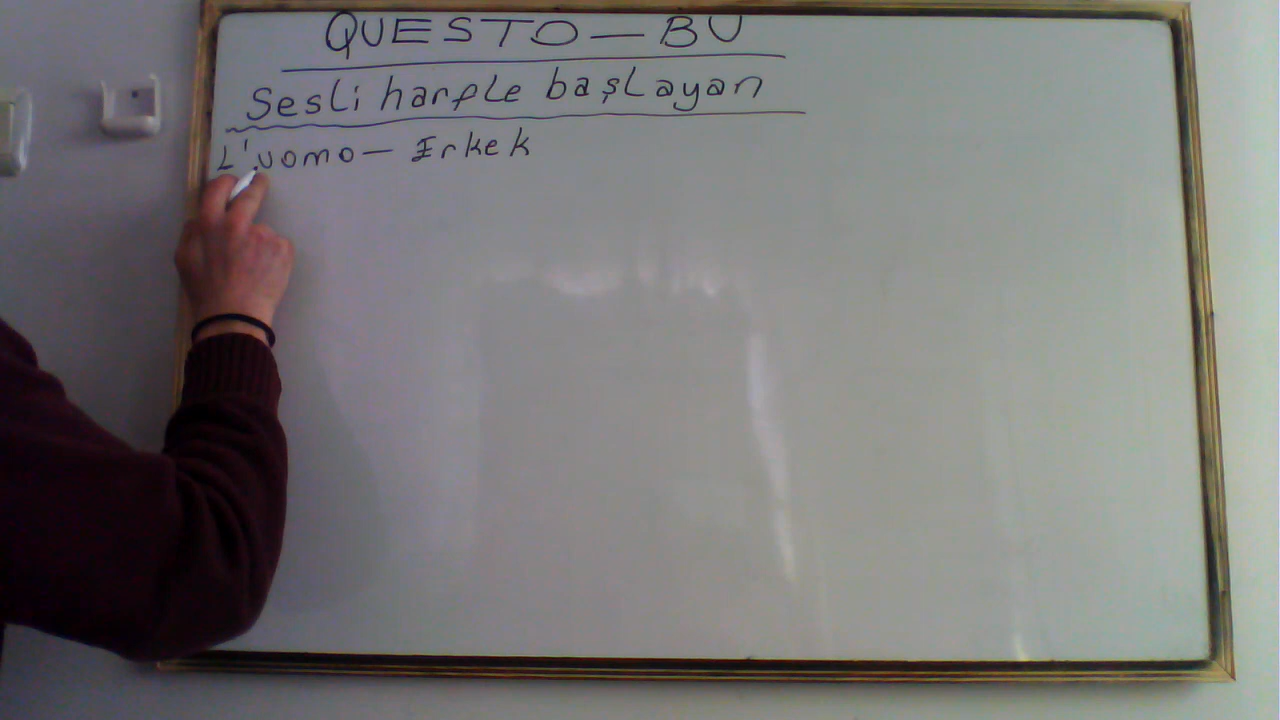 QUESTO — BU
Sesli harfle başlayan
L'uomo — Erkek